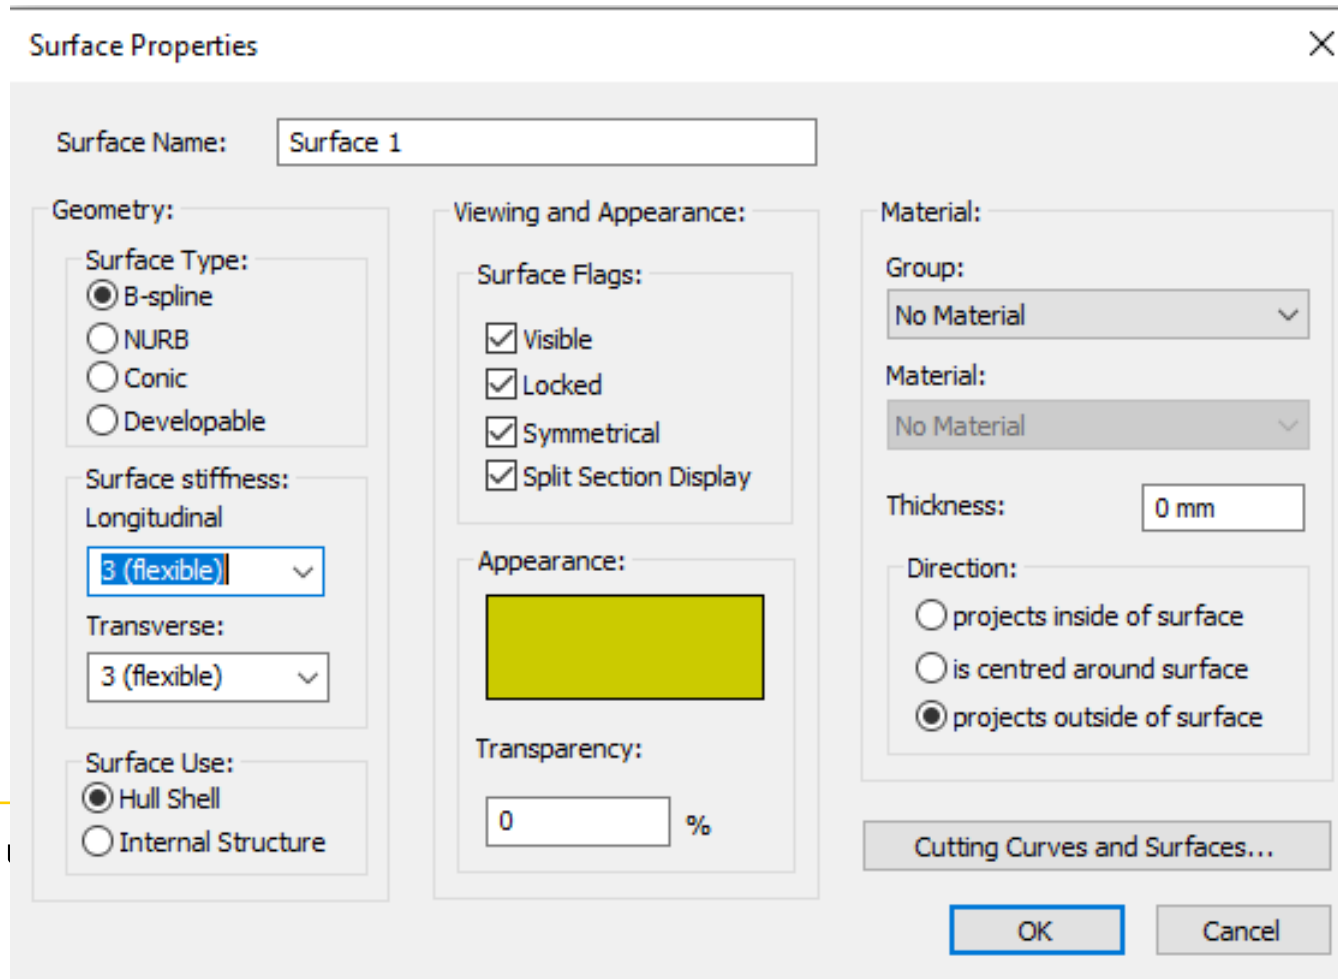 Surface Properties
Surface Name:
Surface 1
Geometry:
Surface Type:
B-spline
NURB
Conic
Developable
Surface stiffness:
Longitudinal
3 (flexible)
Transverse:
3 (flexible)
Surface Use:
Hull Shell
Internal Structure
Viewing and Appearance:
Surface Flags:
Visible
Locked
Symmetrical
Split Section Display
Appearance:
Transparency:
0 %
Material:
Group:
No Material
Material:
No Material
Thickness:
0 mm
Direction:
projects inside of surface
is centred around surface
projects outside of surface
Cutting Curves and Surfaces...
OK
Cancel